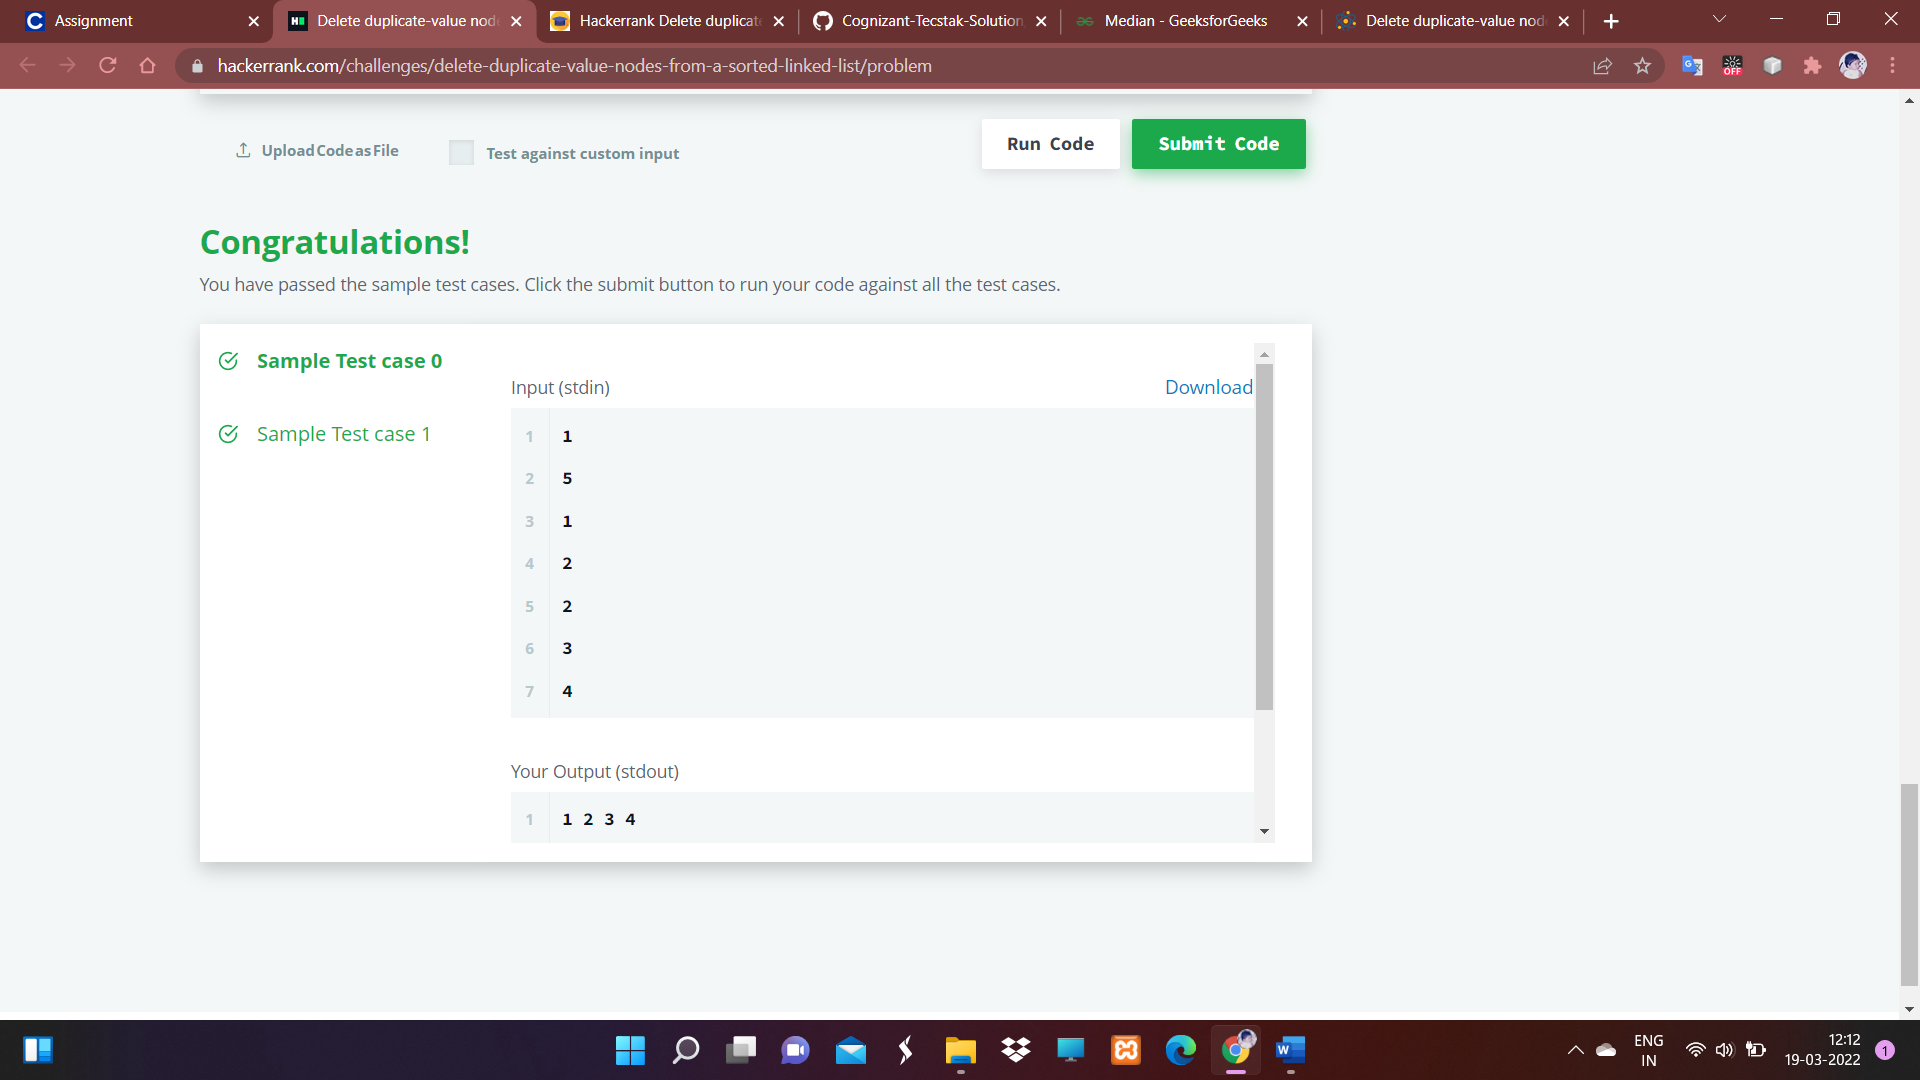 Assignment
Delete duplicate-value nod
Hackerrank Delete duplicat
Cognizant-Tecstak-Solution
Median - GeeksforGeeks
Delete duplicate-value nod
hackerrank.com/challenges/delete-duplicate-value-nodes-from-a-sorted-linked-list/problem
OFF
Upload Code as File
Test against custom input
Run Code
Submit Code
Congratulations!
You have passed the sample test cases. Click the submit button to run your code against all the test cases.
Sample Test case 0
Sample Test case 1
Input (stdin)
Download
1 1
2 5
3 1
4 2
5 2
6 3
7 4
Your Output (stdout)
1 1 2 3 4
ENG
IN
12:12
19-03-2022
1